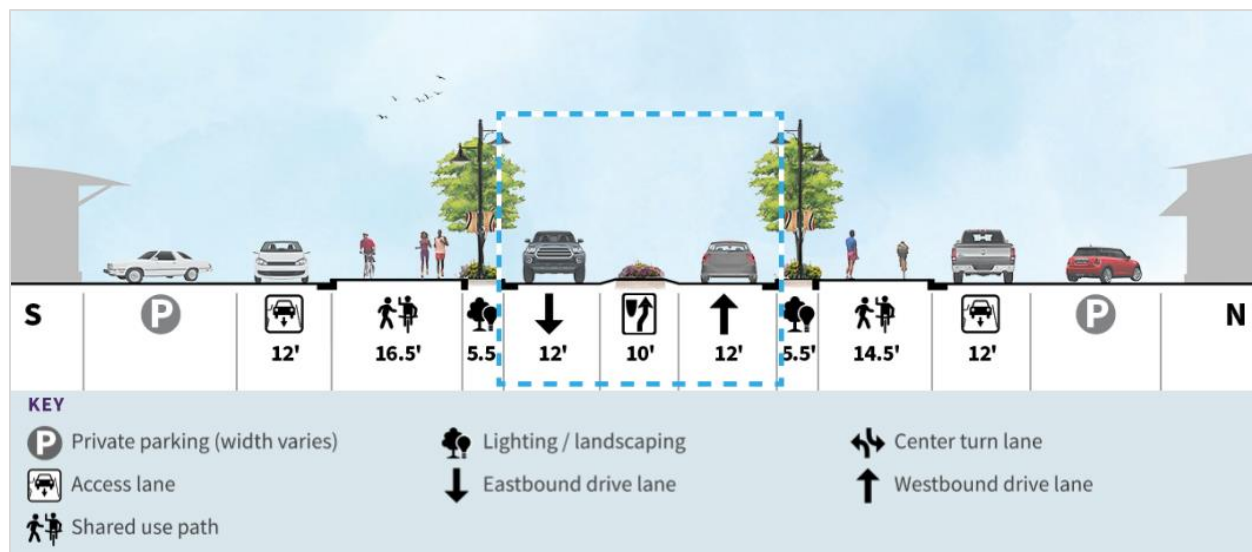 S P 12' 16.5' 5.5 12' 10' 12' 5.5' 14.5' 12' P N
KEY
P Private parking (width varies)
Lighting / landscaping
Center turn lane
Access lane
Eastbound drive lane
Westbound drive lane
Shared use path